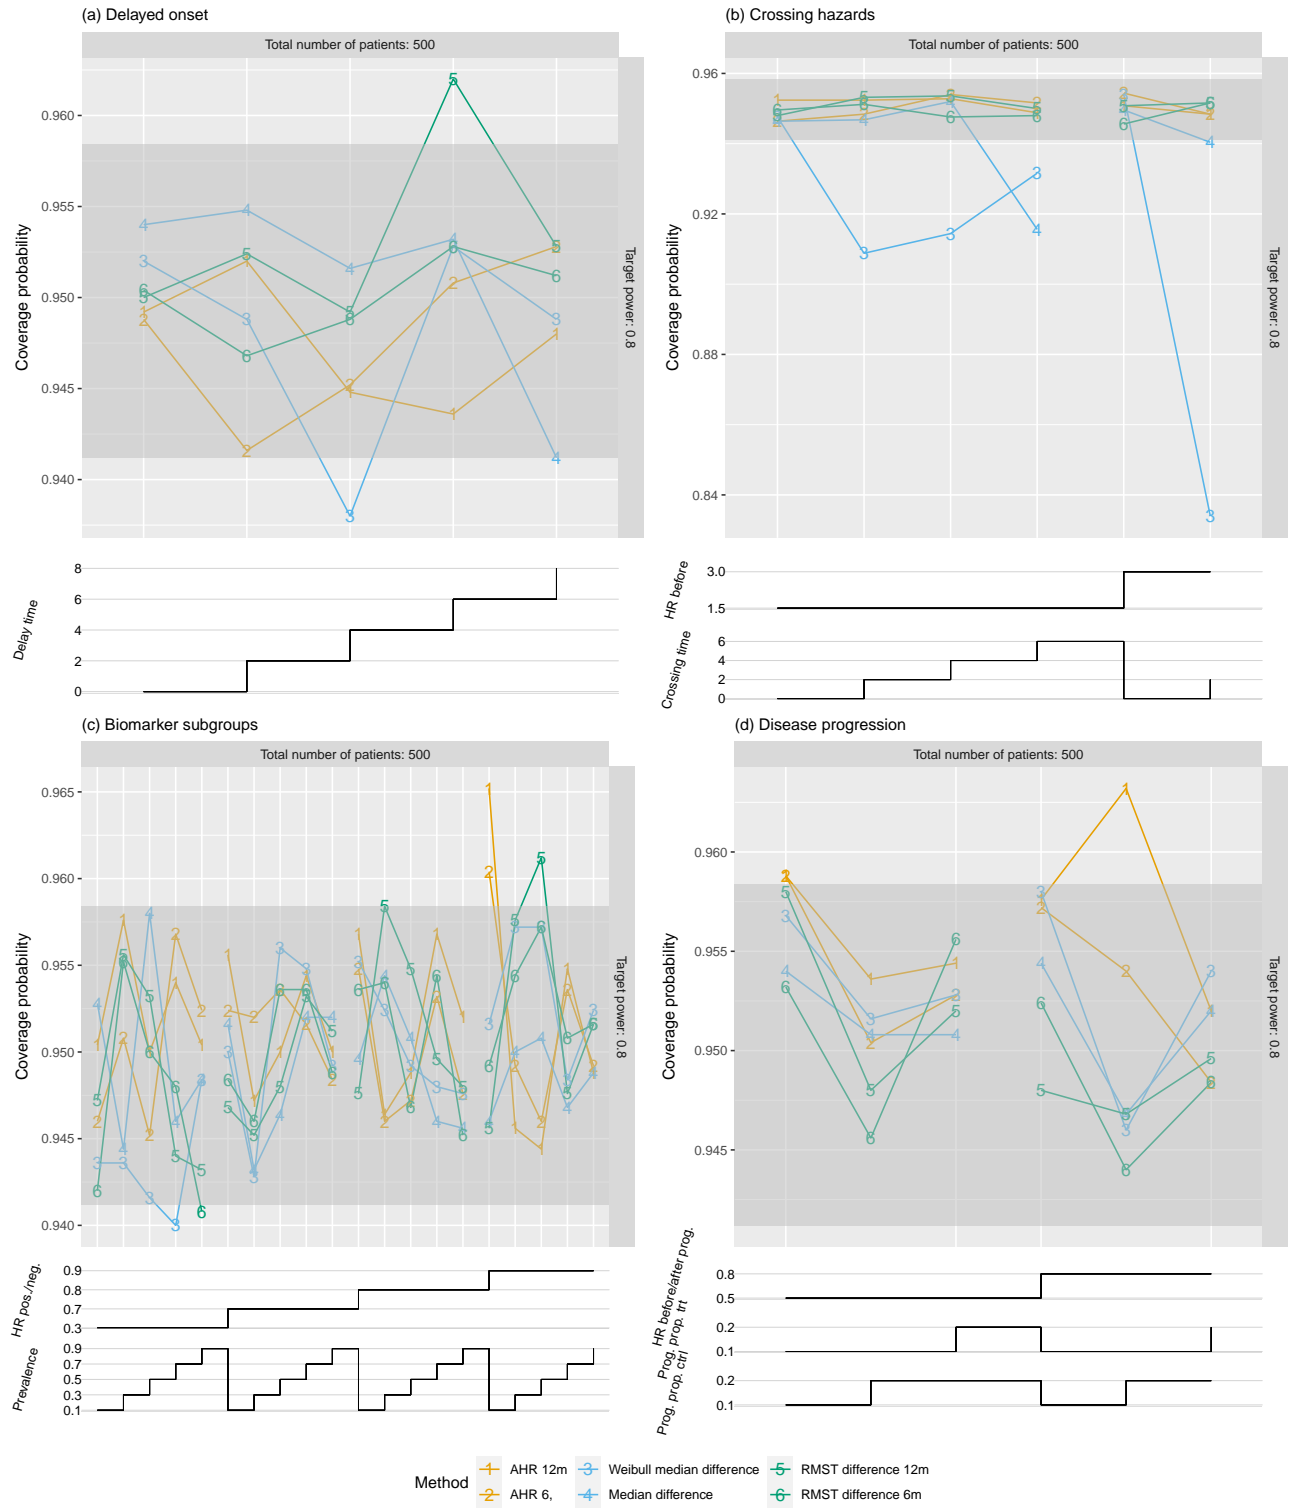 (a) Delayed onset
Total number of patients: 500
Coverage probability
0.960
0.955
0.950
0.945
0.940
Target power: 0.8
Delay time
8
6
4
2
0
(b) Crossing hazards
Total number of patients: 500
Coverage probability
0.96
0.92
0.88
0.84
Target power: 0.8
HR before
3.0
1.5
Crossing time
6
4
2
0
(c) Biomarker subgroups
Total number of patients: 500
Coverage probability
0.965
0.960
0.955
0.950
0.945
0.940
Target power: 0.8
HR pos./neg.
0.9
0.8
0.7
0.3
Prevalence
0.9
0.7
0.5
0.3
0.1
(d) Disease progression
Total number of patients: 500
Coverage probability
0.960
0.955
0.950
0.945
Target power: 0.8
HR before/after prog.
0.8
0.5
Prog. prop. trt
0.2
0.1
Prog. prop. ctrl
0.2
0.1
Method
1 AHR 12m
2 AHR 6,
3 Weibull median difference
4 Median difference
5 RMST difference 12m
6 RMST difference 6m